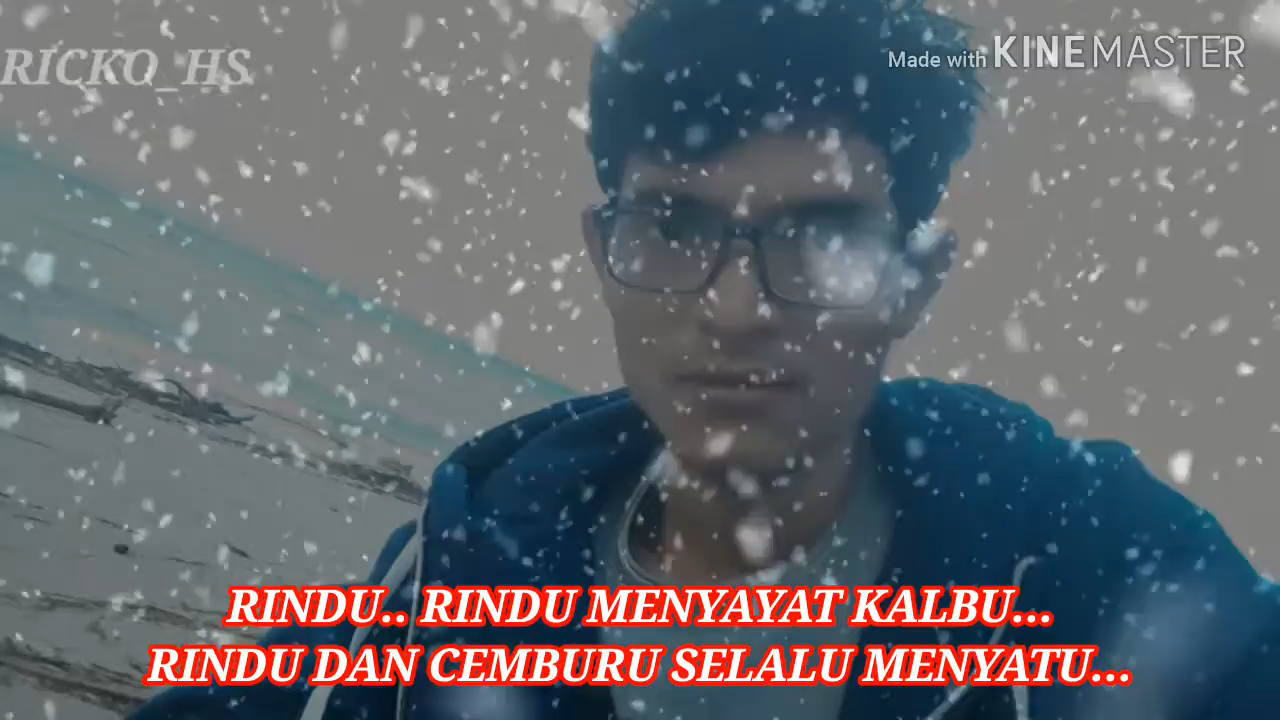 RICKO_HS
Made with KINEMASTER
RINDU.. RINDU MENYAYAT KALBU...
RINDU DAN CEMBURU SELALU MENYATU...